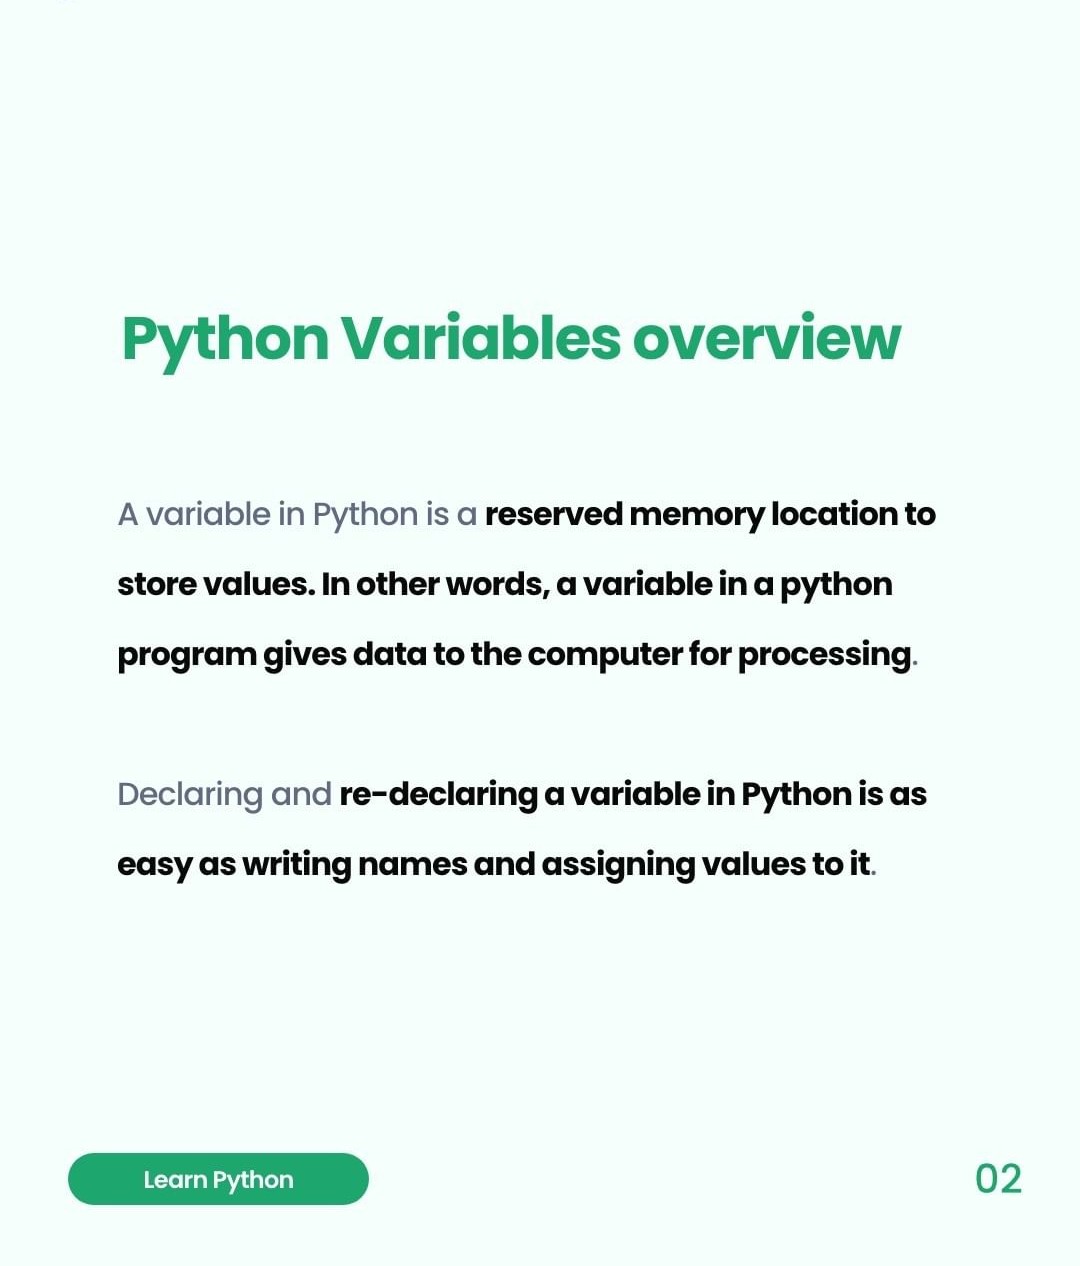 Python Variables overview
A variable in Python is a reserved memory location to
store values. In other words, a variable in a python
program gives data to the computer for processing.
Declaring and re-declaring a variable in Python is as
easy as writing names and assigning values to it.
Learn Python
02